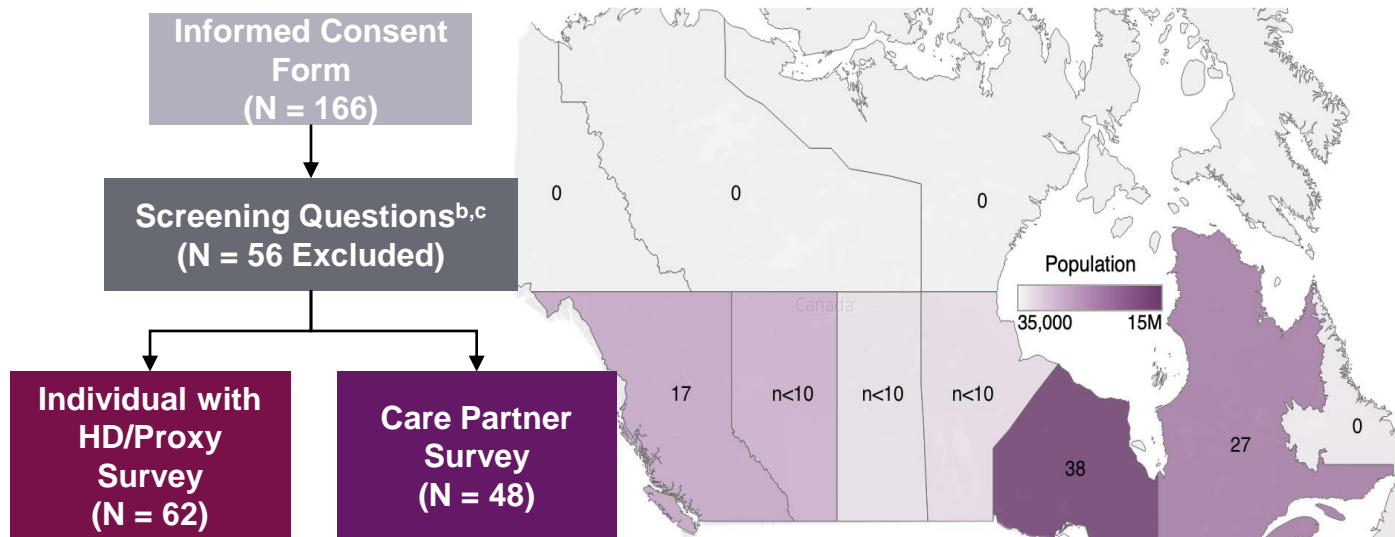 Informed Consent
Form
(N = 166)
Screening Questionsb,c
(N = 56 Excluded)
Individual with
HD/Proxy
Survey
(N = 62)
Care Partner
Survey
(N = 48)
0
0
0
Population
35,000
15M
Canada
17
n<10
n<10
n<10
38
27
0